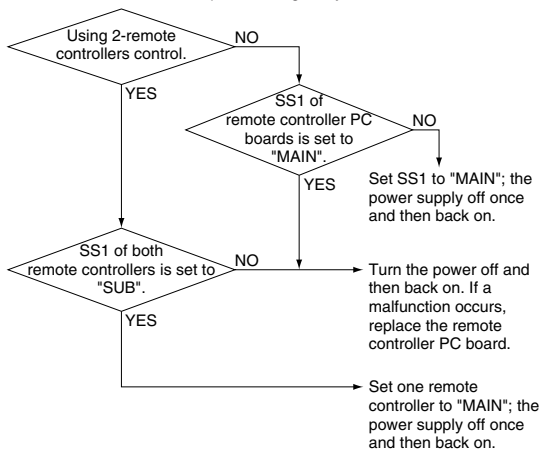 Using 2-remote
controllers control.
NO
YES
SS1 of
remote controller PC
boards is set to
"MAIN".
NO
YES
Set SS1 to "MAIN"; the
power supply off once
and then back on.
SS1 of both
remote controllers is set to
"SUB".
NO
YES
Turn the power off and
then back on. If a
malfunction occurs,
replace the remote
controller PC board.
Set one remote
controller to "MAIN"; the
power supply off once
and then back on.